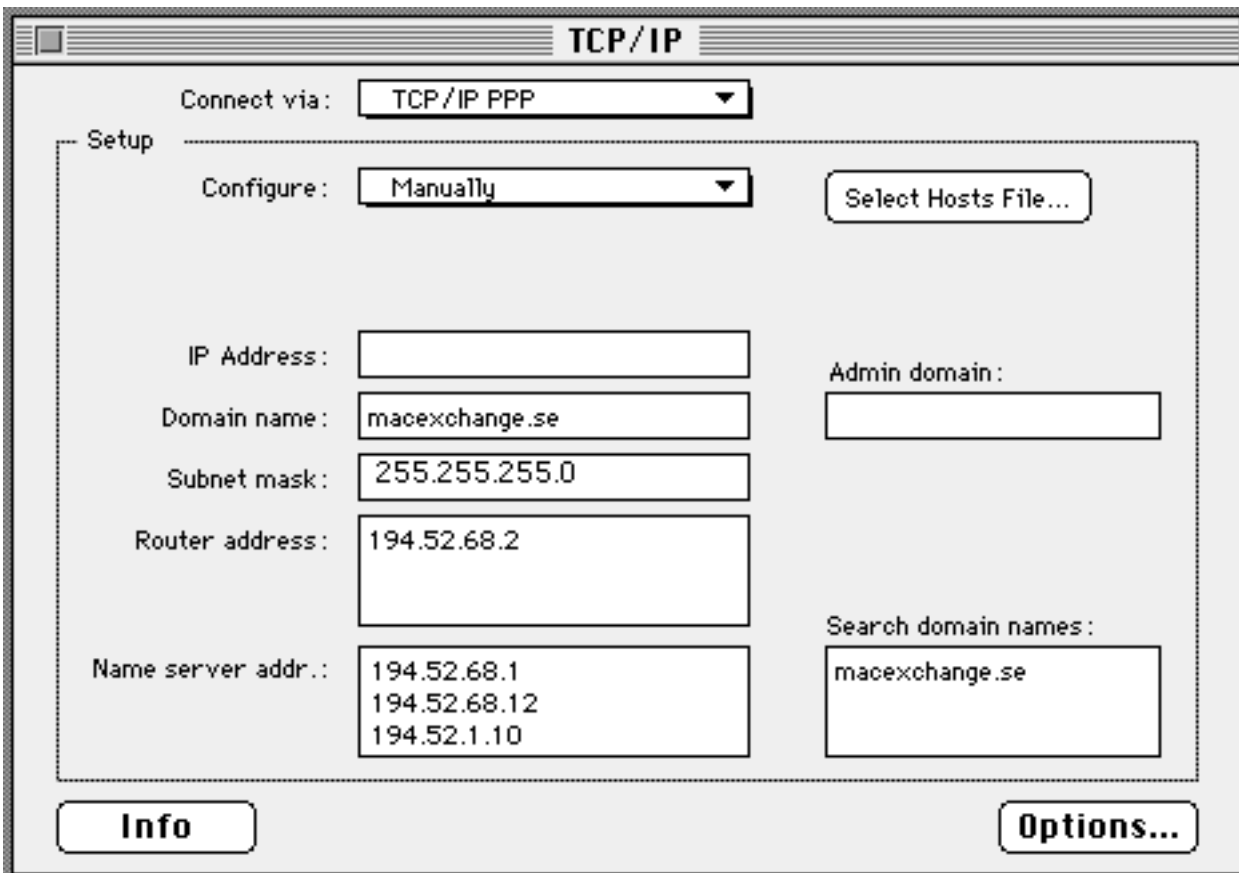 TCP/IP
Connect via: TCP/IP PPP
Setup
Configure: Manually
Select Hosts File...
IP Address:
Admin domain:
Domain name: macexchange.se
Subnet mask: 255.255.255.0
Router address: 194.52.68.2
Search domain names:
Name server addr.: 194.52.68.1
194.52.68.12
194.52.1.10
macexchange.se
Info
Options...